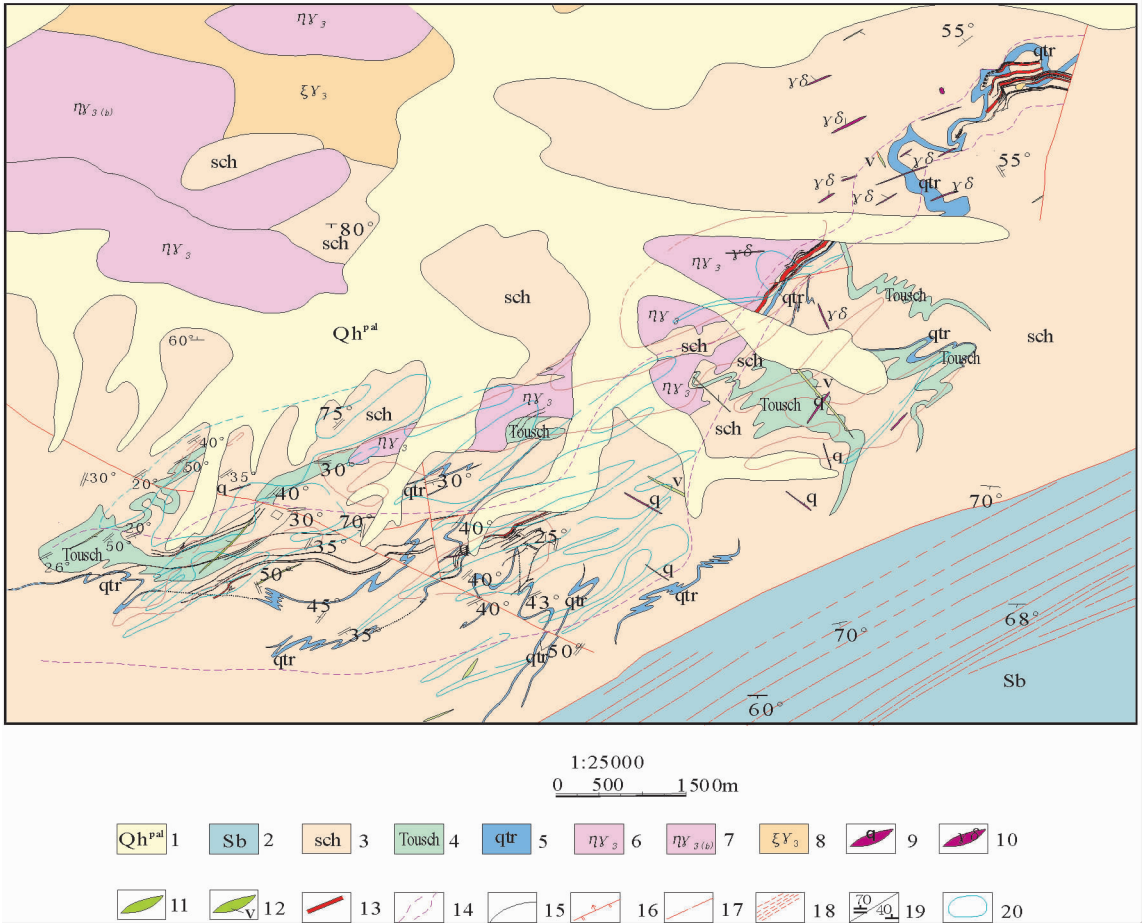 ηγ₃ 55° qtr
ξγ₃ γδ
ηγ₃₍b₎ γδ
sch v γδ 55°
γδ γδ qtr γδ
80°
sch
ηγ₃ ηγ₃ γδ
sch qtr Tousch
Qhᵖᵃˡ ηγ₃ γδ
60° sch qtr sch
sch Tousch
ηγ₃ v
75° sch ηγ₃ Tousch q
40° ηγ₃ Tousch sch
50° 30° q
30° 20° 35° q qtr 30° v 70°
40° q q
20° 30° 70° 40°
Tousch 50° 35° q 25°
26° 50° 40° q
qtr 45° 40° 43° qtr qtr
35° 70° 68°
qtr qtr 50°
Sb
60°
1:25000
0 500 1500m
Qhᵖᵃˡ 1 Sb 2 sch 3 Tousch 4 qtr 5 ηγ₃ 6 ηγ₃₍b₎ 7 ξγ₃ 8 q 9 γδ 10
11 v 12 13 14 15 16 17 18 70 40 19 20